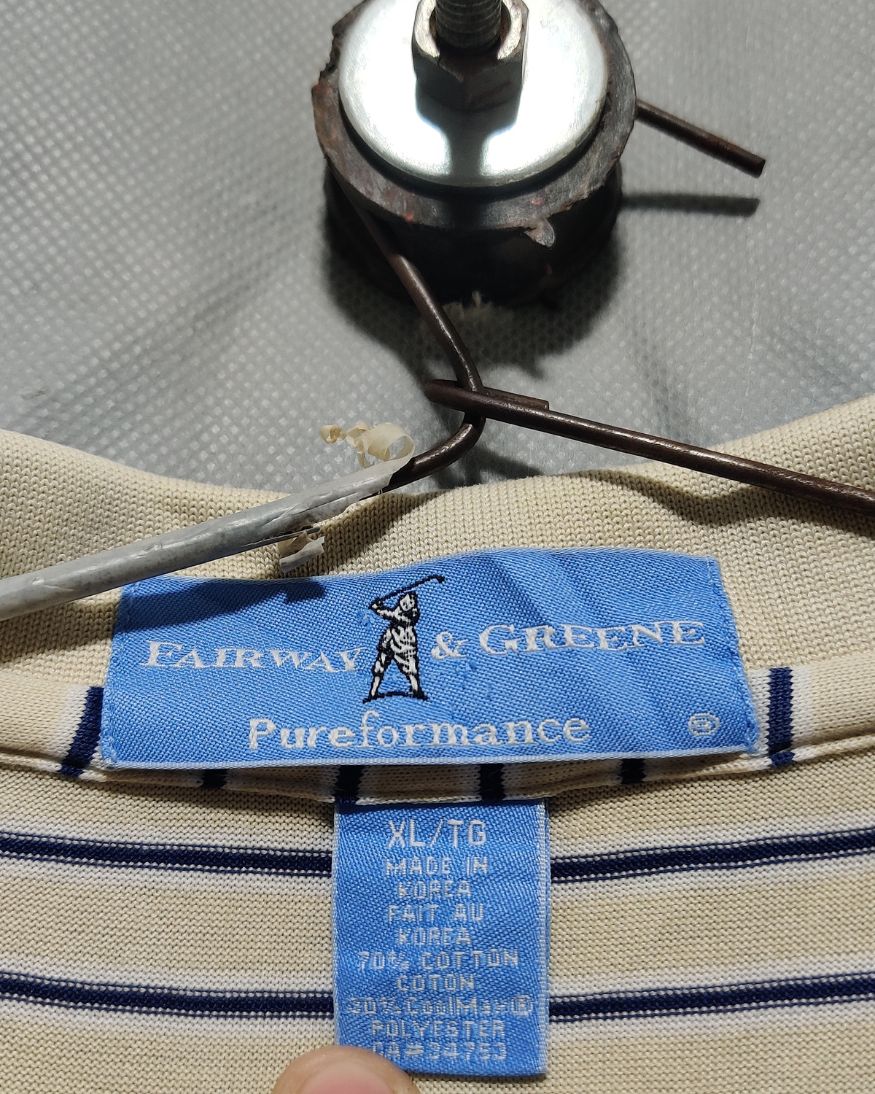 FAIRWAY & GREENE
Pureformance ®
XL/TG
MADE IN
KOREA
FAIT AU
KOREA
70% COTTON
COTON
30% CoolMax®
POLYESTER
CA#34753